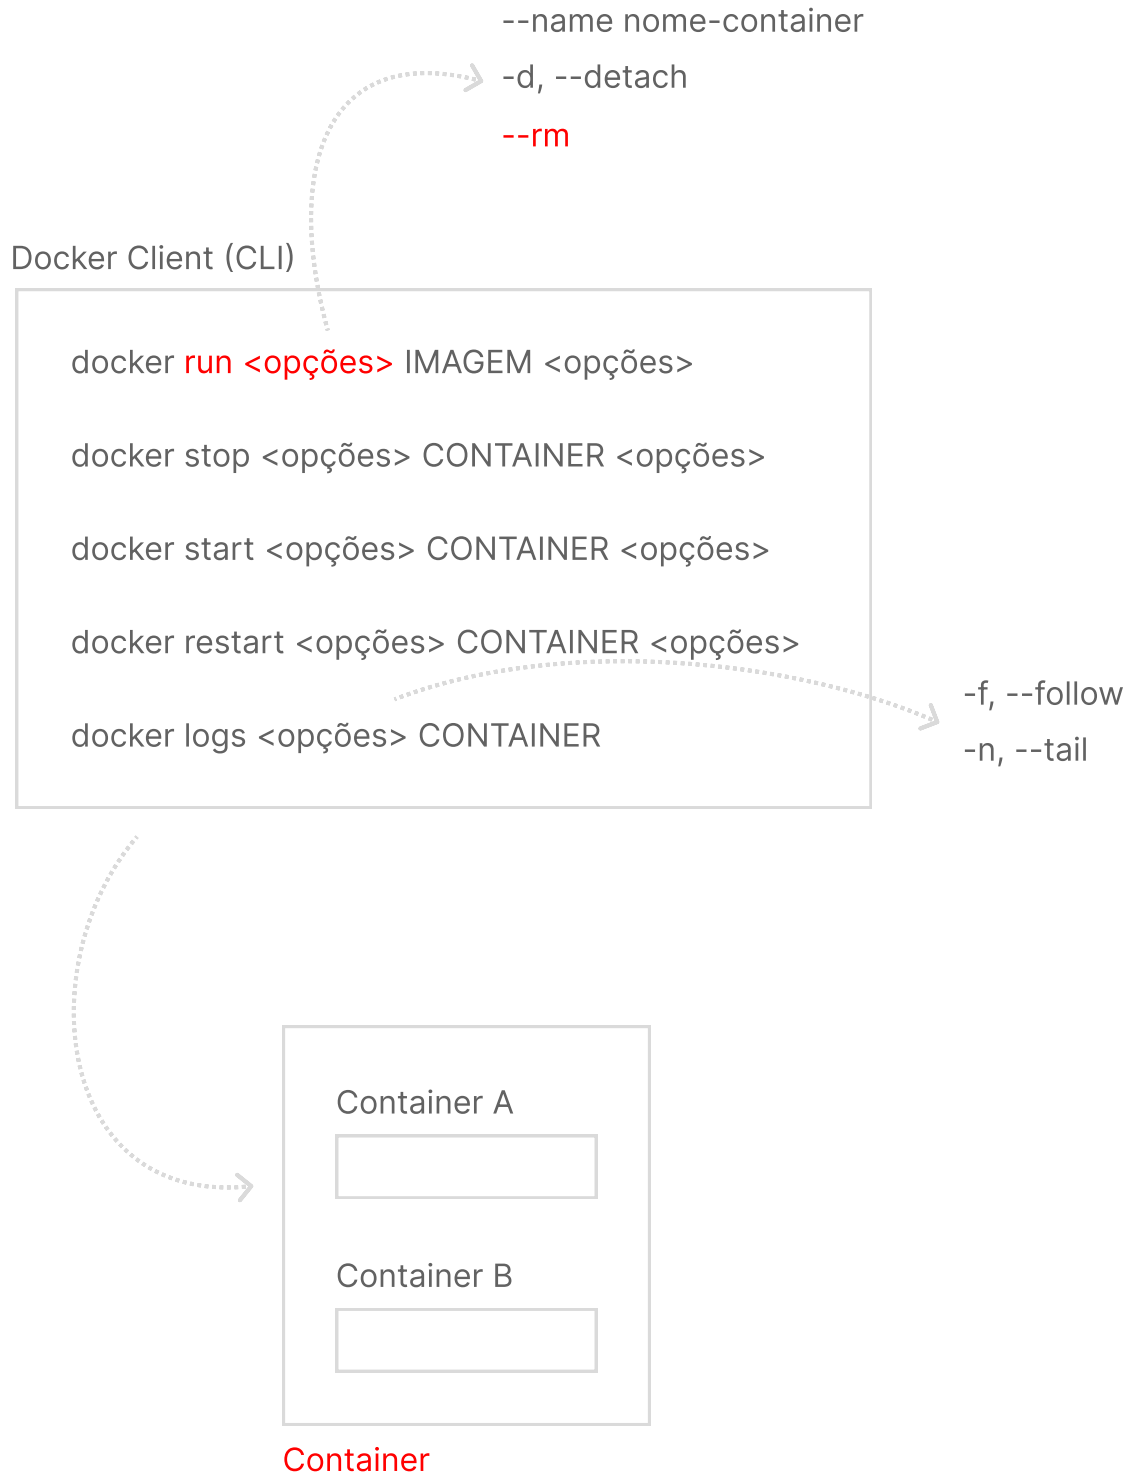 --name nome-container
-d, --detach
--rm
Docker Client (CLI)
docker run <opções> IMAGEM <opções>
docker stop <opções> CONTAINER <opções>
docker start <opções> CONTAINER <opções>
docker restart <opções> CONTAINER <opções>
-f, --follow
docker logs <opções> CONTAINER
-n, --tail
Container A
Container B
Container